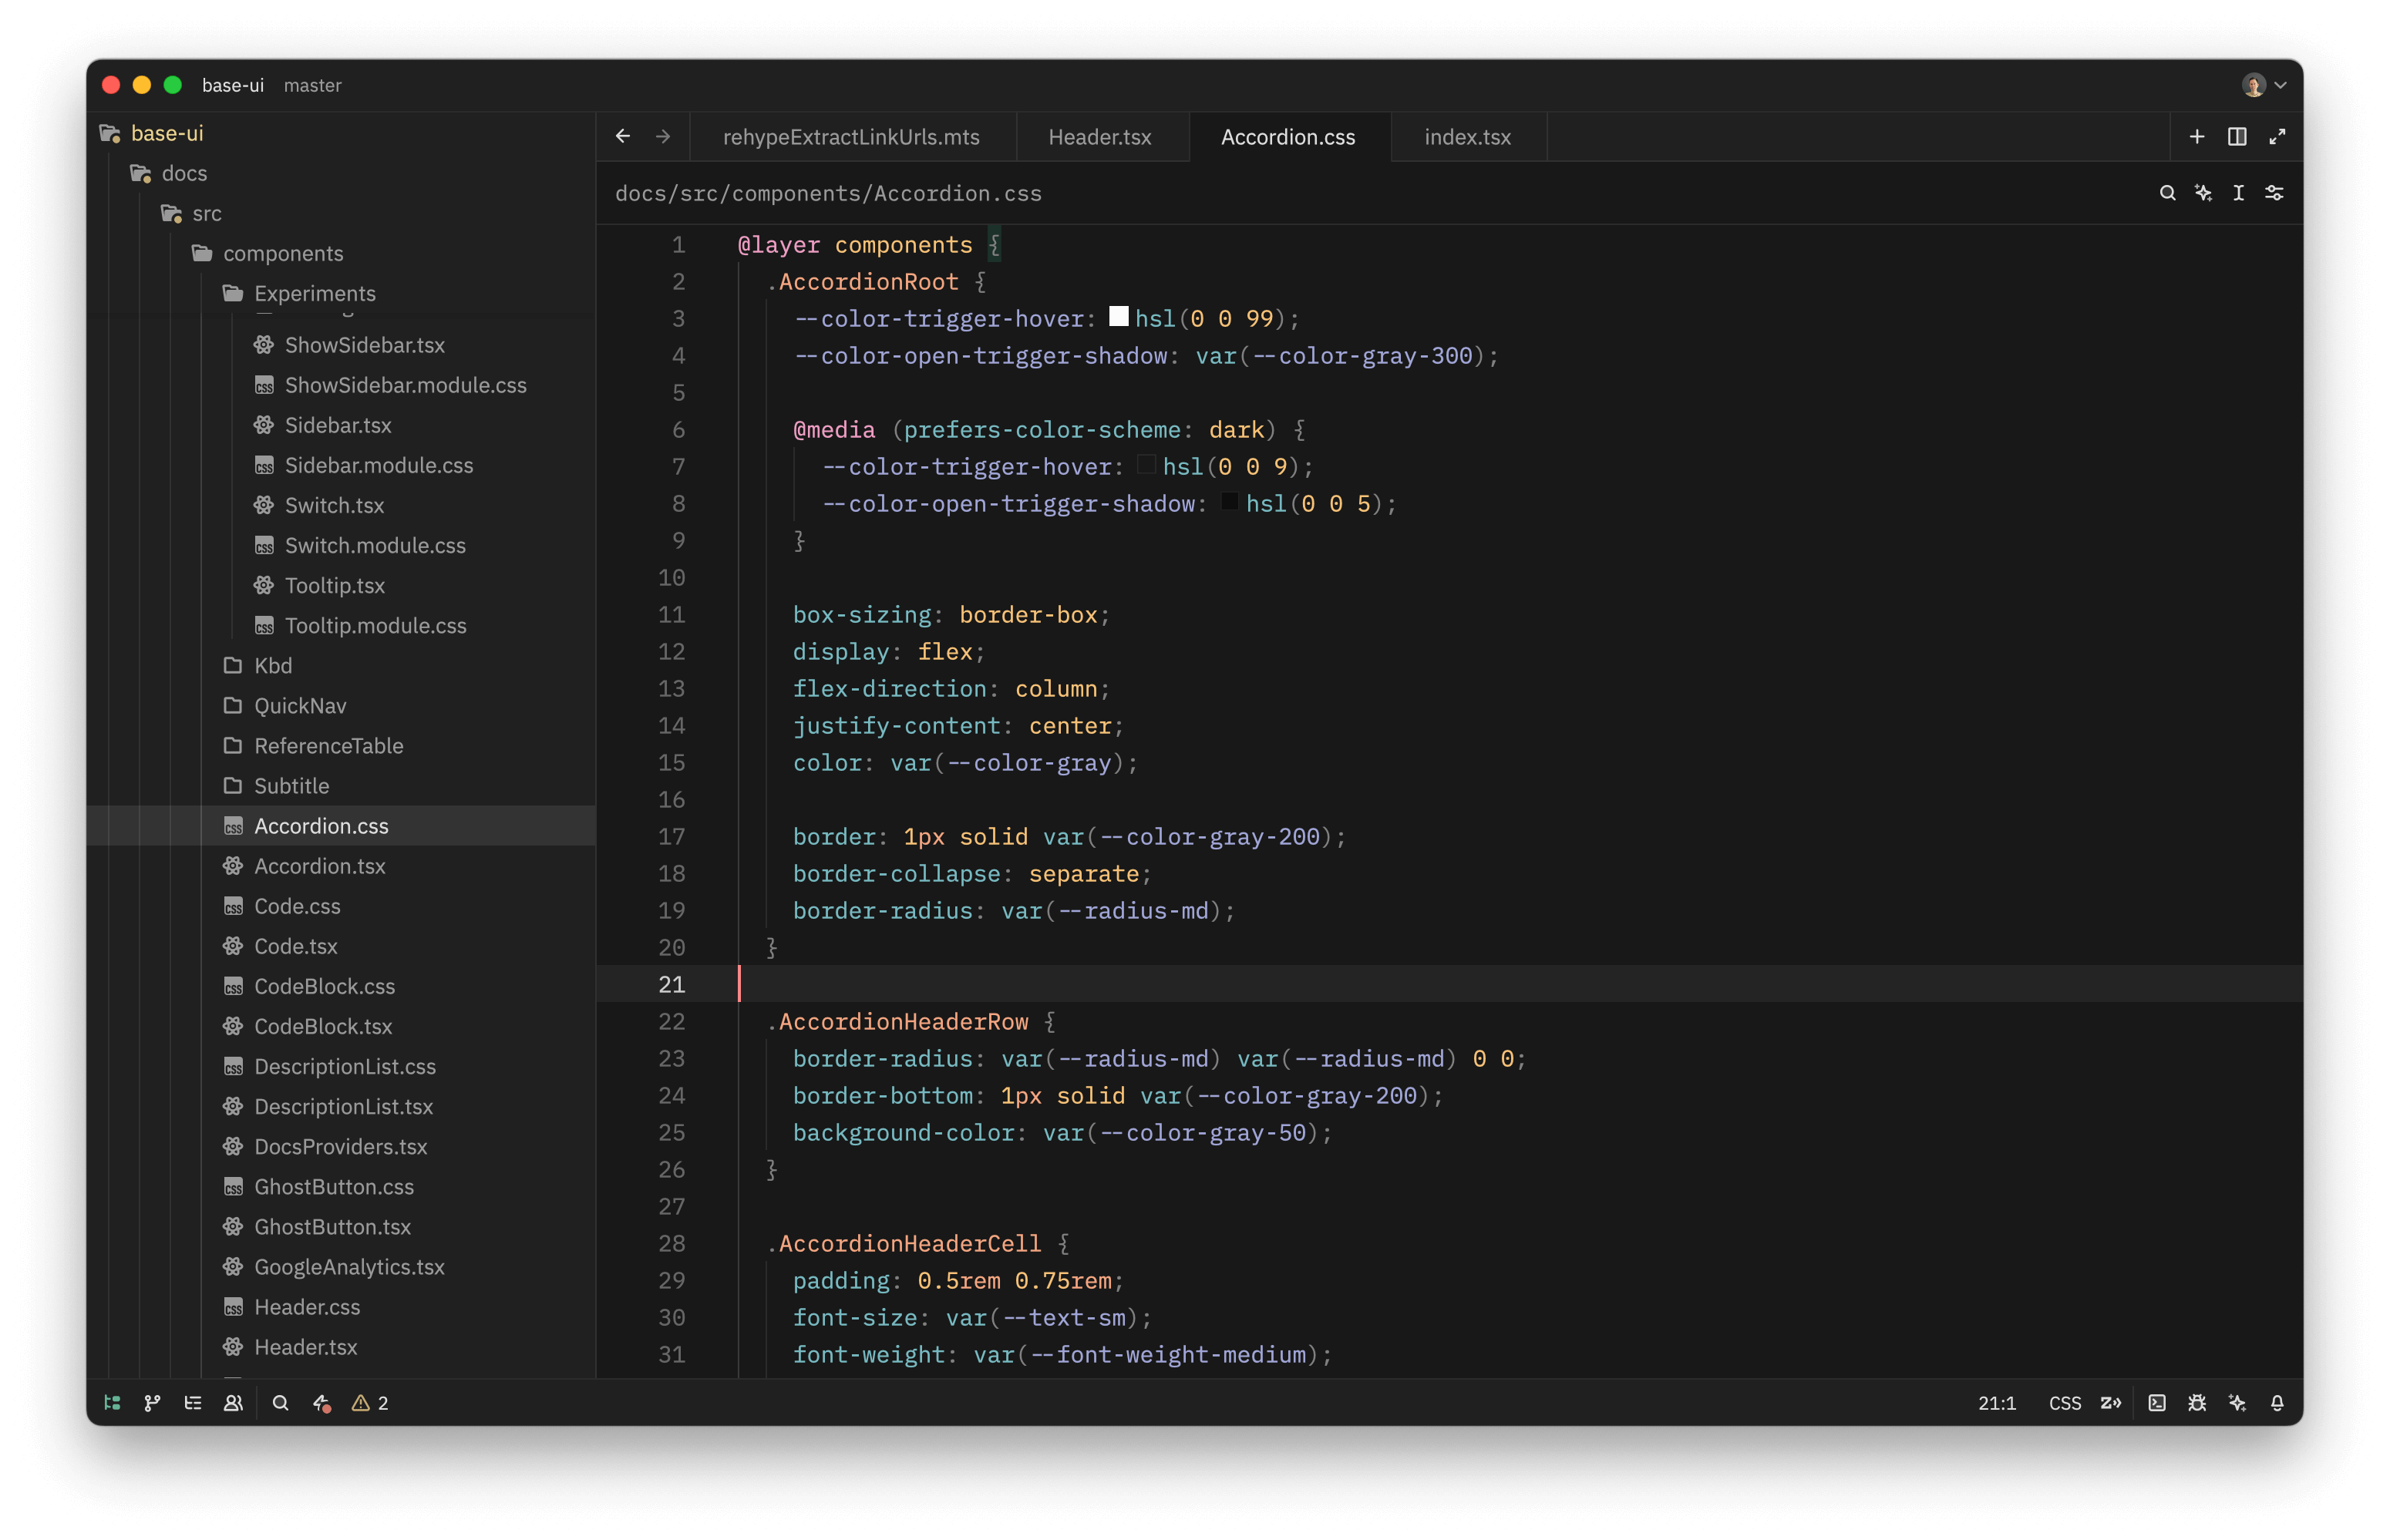 base-ui master
base-ui
docs
src
components
Experiments
ShowSidebar.tsx
ShowSidebar.module.css
Sidebar.tsx
Sidebar.module.css
Switch.tsx
Switch.module.css
Tooltip.tsx
Tooltip.module.css
Kbd
QuickNav
ReferenceTable
Subtitle
Accordion.css
Accordion.tsx
Code.css
Code.tsx
CodeBlock.css
CodeBlock.tsx
DescriptionList.css
DescriptionList.tsx
DocsProviders.tsx
GhostButton.css
GhostButton.tsx
GoogleAnalytics.tsx
Header.css
Header.tsx
rehypeExtractLinkUrls.mts Header.tsx Accordion.css index.tsx
docs/src/components/Accordion.css
1 @layer components {
2 .AccordionRoot {
3 --color-trigger-hover: hsl(0 0 99);
4 --color-open-trigger-shadow: var(--color-gray-300);
5
6 @media (prefers-color-scheme: dark) {
7 --color-trigger-hover: hsl(0 0 9);
8 --color-open-trigger-shadow: hsl(0 0 5);
9 }
10
11 box-sizing: border-box;
12 display: flex;
13 flex-direction: column;
14 justify-content: center;
15 color: var(--color-gray);
16
17 border: 1px solid var(--color-gray-200);
18 border-collapse: separate;
19 border-radius: var(--radius-md);
20 }
21
22 .AccordionHeaderRow {
23 border-radius: var(--radius-md) var(--radius-md) 0 0;
24 border-bottom: 1px solid var(--color-gray-200);
25 background-color: var(--color-gray-50);
26 }
27
28 .AccordionHeaderCell {
29 padding: 0.5rem 0.75rem;
30 font-size: var(--text-sm);
31 font-weight: var(--font-weight-medium);
2 21:1 CSS